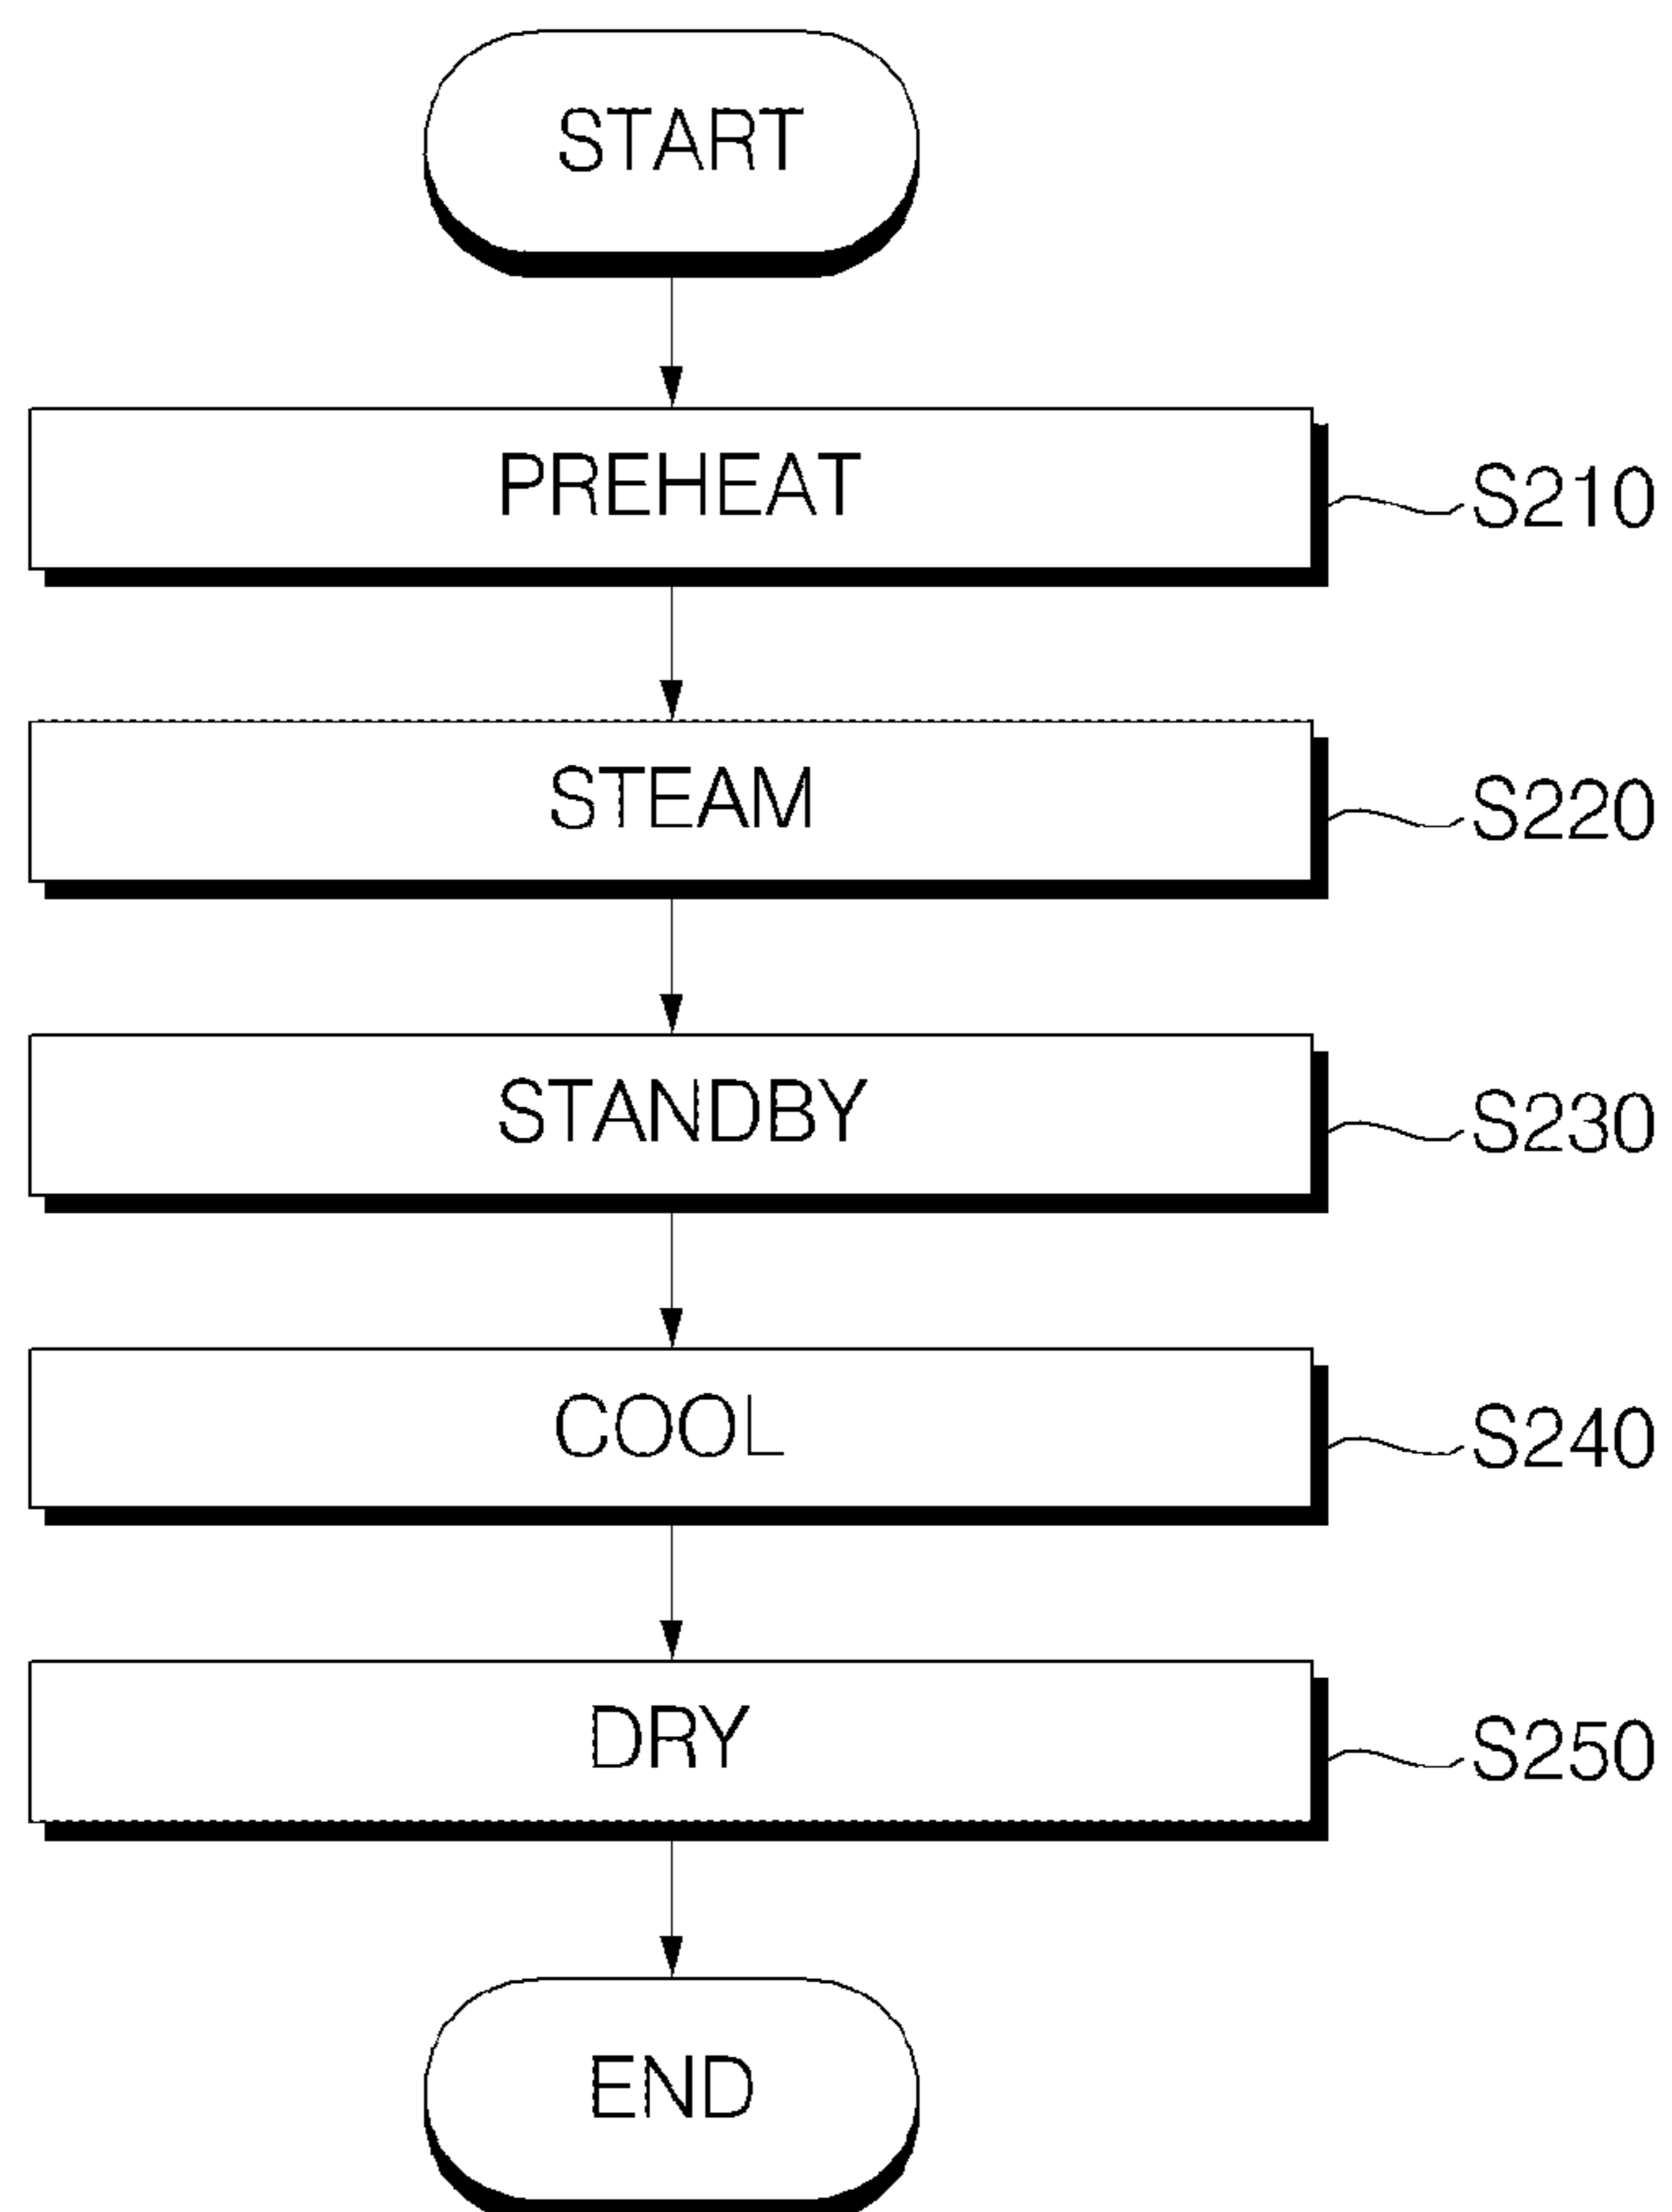 START
PREHEAT
S210
STEAM
S220
STANDBY
S230
COOL
S240
DRY
S250
END